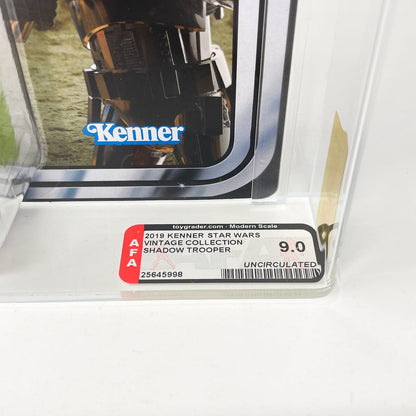 Kenner
toygrader.com - Modern Scale
AFA
2019 KENNER STAR WARS
VINTAGE COLLECTION
SHADOW TROOPER
9.0
UNCIRCULATED
25645998